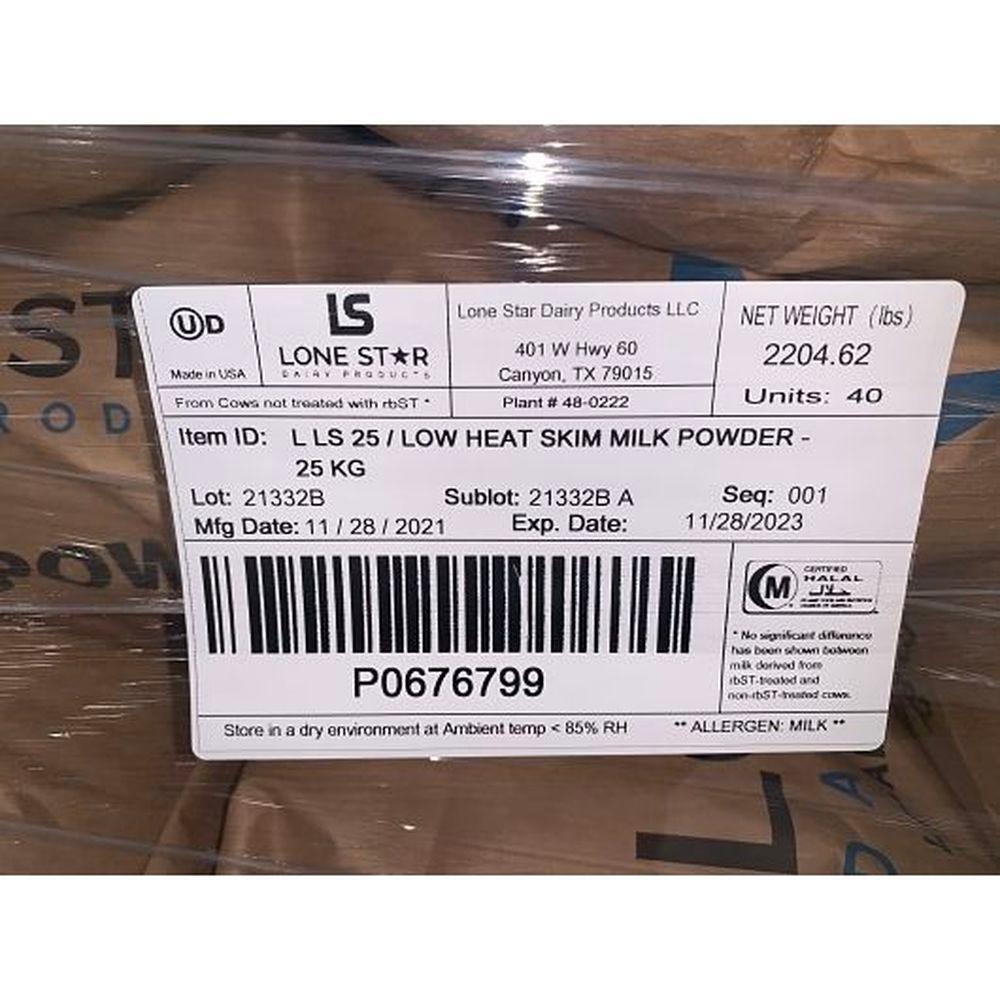 ST
ROD
UD
Made in USA
LS
LONE STAR
DAIRY PRODUCTS
Lone Star Dairy Products LLC
401 W Hwy 60
Canyon, TX 79015
NET WEIGHT (lbs)
2204.62
Units: 40
From Cows not treated with rbST *
Plant # 48-0222
Item ID: L LS 25 / LOW HEAT SKIM MILK POWDER -
25 KG
Lot: 21332B Sublot: 21332B A Seq: 001
Mfg Date: 11 / 28 / 2021 Exp. Date: 11/28/2023
P0676799
M
CERTIFIED
HALAL
حلال
* No significant difference
has been shown between
milk derived from
rbST-treated and
non-rbST-treated cows.
Store in a dry environment at Ambient temp < 85% RH ** ALLERGEN: MILK **
L